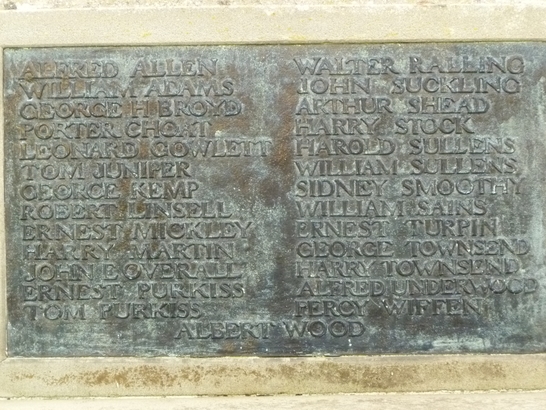 ALFRED ALLEN
WILLIAM ADAMS
GEORGE H BROYD
PORTER CHOAT
LEONARD COWLETT
TOM JUNIPER
GEORGE KEMP
ROBERT LINSELL
ERNEST MICKLEY
HARRY MARTIN
JOHN BOVERALL
ERNEST PURKISS
TOM PURKISS
WALTER RALLING
JOHN SUCKLING
ARTHUR SHEAD
HARRY STOCK
HAROLD SULLENS
WILLIAM SULLENS
SIDNEY SMOOTHY
WILLIAM SAINS
ERNEST TURPIN
GEORGE TOWNSEND
HARRY TOWNSEND
ALFRED UNDERWOOD
PERCY WIFFEN
ALBERT WOOD